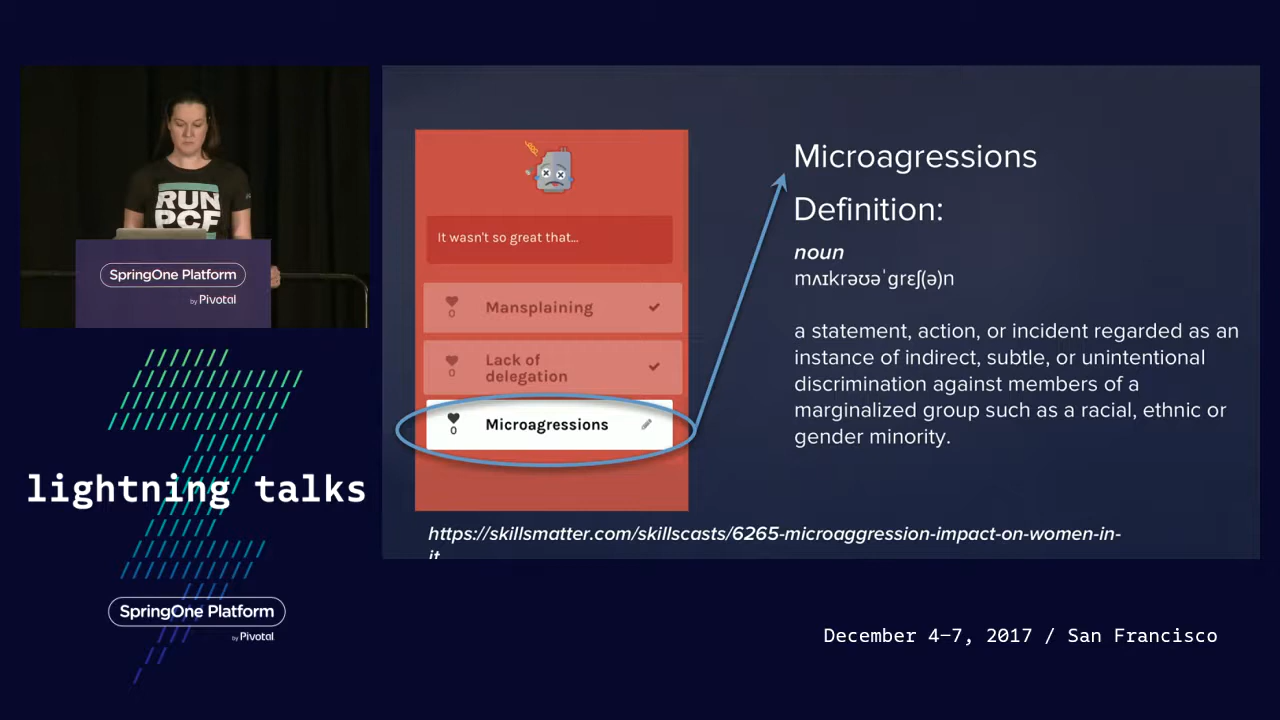 RUN
PCF
SpringOne Platform
by Pivotal
lightning talks
SpringOne Platform
by Pivotal
It wasn't so great that...
0
Mansplaining
0
Lack of
delegation
0
Microagressions
Microagressions
Definition:
noun
mʌɪkrəʊəˈɡrɛʃ(ə)n
a statement, action, or incident regarded as an
instance of indirect, subtle, or unintentional
discrimination against members of a
marginalized group such as a racial, ethnic or
gender minority.
https://skillsmatter.com/skillscasts/6265-microaggression-impact-on-women-in-
it
December 4–7, 2017 / San Francisco